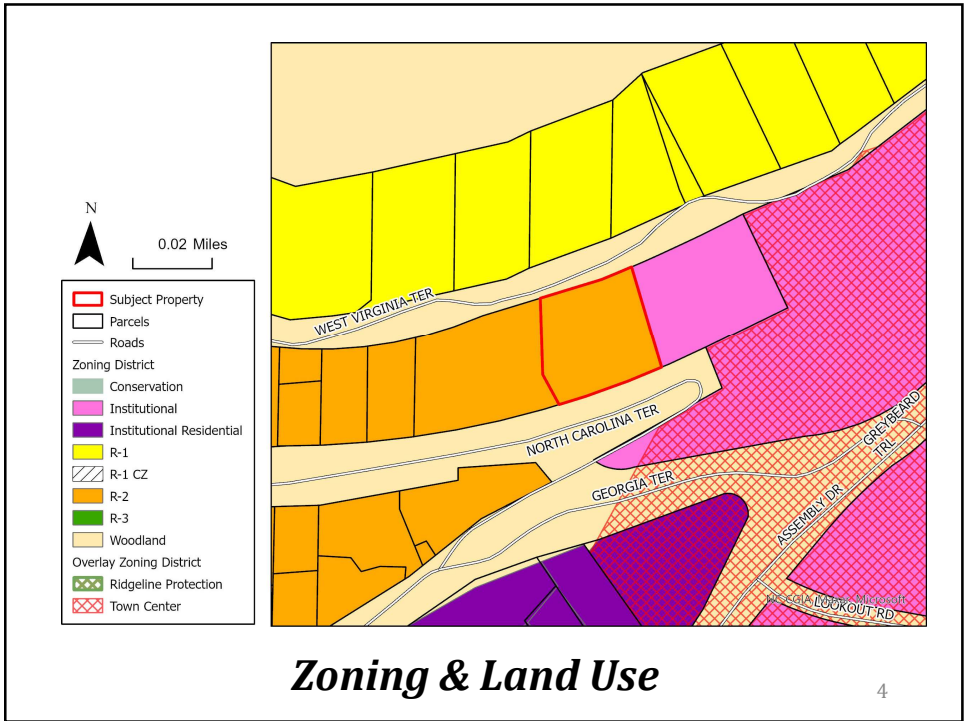 N
0.02 Miles
Subject Property
Parcels
Roads
Zoning District
Conservation
Institutional
Institutional Residential
R-1
R-1 CZ
R-2
R-3
Woodland
Overlay Zoning District
Ridgeline Protection
Town Center
WEST VIRGINIA TER
NORTH CAROLINA TER
GEORGIA TER
GREYBEARD
TRL
ASSEMBLY DR
Microsoft
LOOKOUT RD
Zoning & Land Use
4